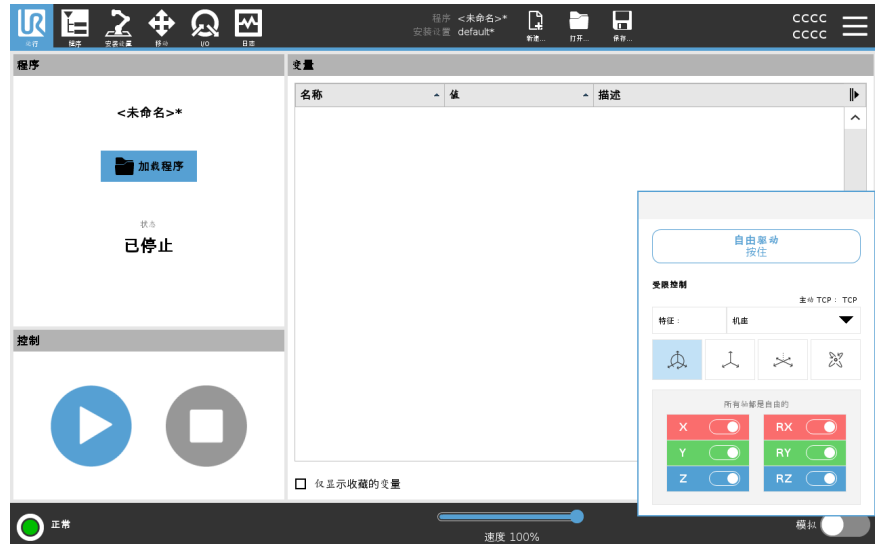 UR
运行
程序
安装设置
移动
I/O
日志
程序 <未命名>*
安装设置 default*
新建...
打开...
保存...
cccc
cccc
程序
<未命名>*
加载程序
状态
已停止
控制
变量
名称
值
描述
仅显示收藏的变量
自由驱动
按住
受限控制
主动 TCP： TCP
特征：
机座
所有轴都是自由的
X
RX
Y
RY
Z
RZ
正常
速度 100%
模拟